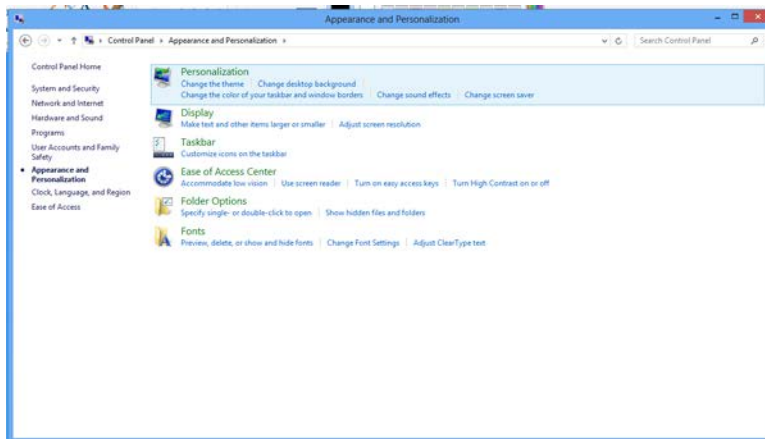 Appearance and Personalization
Control Panel ▸ Appearance and Personalization ▸
Search Control Panel
Control Panel Home
System and Security
Network and Internet
Hardware and Sound
Programs
User Accounts and Family
Safety
Appearance and
Personalization
Clock, Language, and Region
Ease of Access
Personalization
Change the theme | Change desktop background
Change the color of your taskbar and window borders | Change sound effects | Change screen saver
Display
Make text and other items larger or smaller | Adjust screen resolution
Taskbar
Customize icons on the taskbar
Ease of Access Center
Accommodate low vision | Use screen reader | Turn on easy access keys | Turn High Contrast on or off
Folder Options
Specify single- or double-click to open | Show hidden files and folders
Fonts
Preview, delete, or show and hide fonts | Change Font Settings | Adjust ClearType text